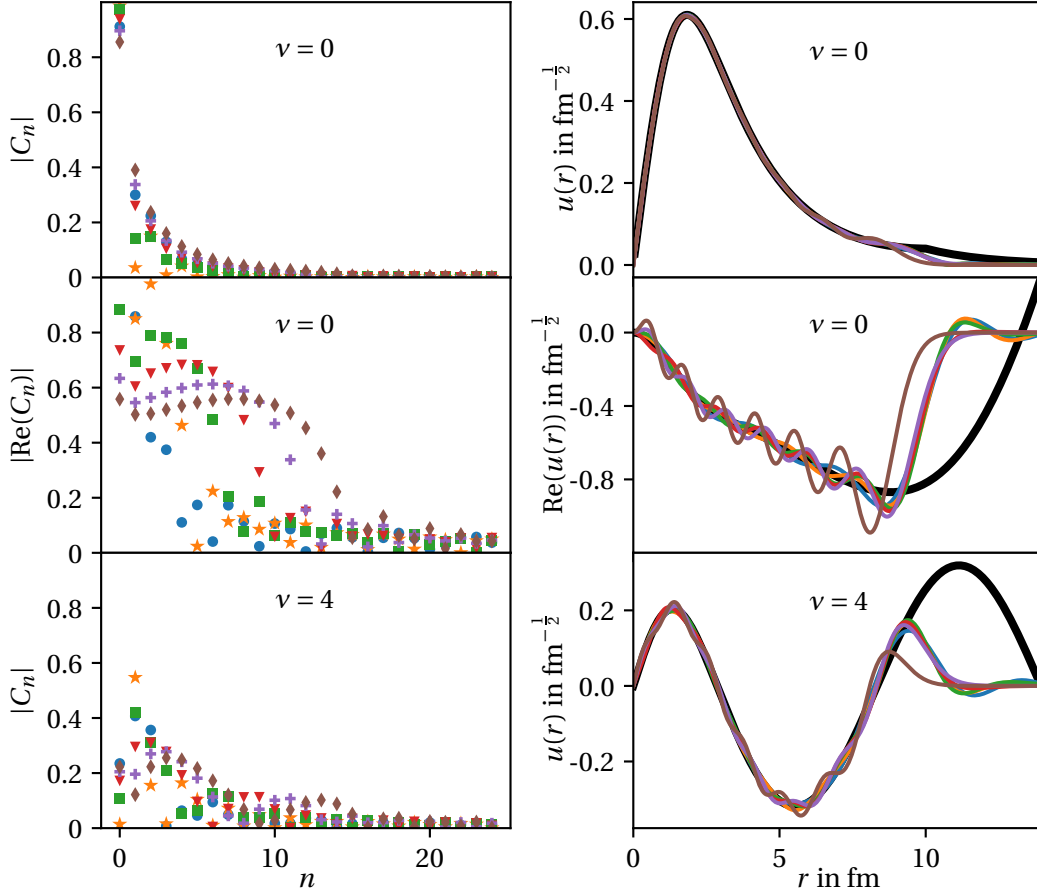 0.8
0.6
0.4
0.2
0
|Cₙ|
ν = 0
0.6
0.4
0.2
0.0
u(r) in fm^{-1/2}
ν = 0
0.8
0.6
0.4
0.2
0
|Re(Cₙ)|
ν = 0
0.0
-0.4
-0.8
Re(u(r)) in fm^{-1/2}
ν = 0
0.8
0.6
0.4
0.2
0
|Cₙ|
ν = 4
0
10
20
n
0.2
0.0
-0.2
u(r) in fm^{-1/2}
ν = 4
0
5
10
r in fm